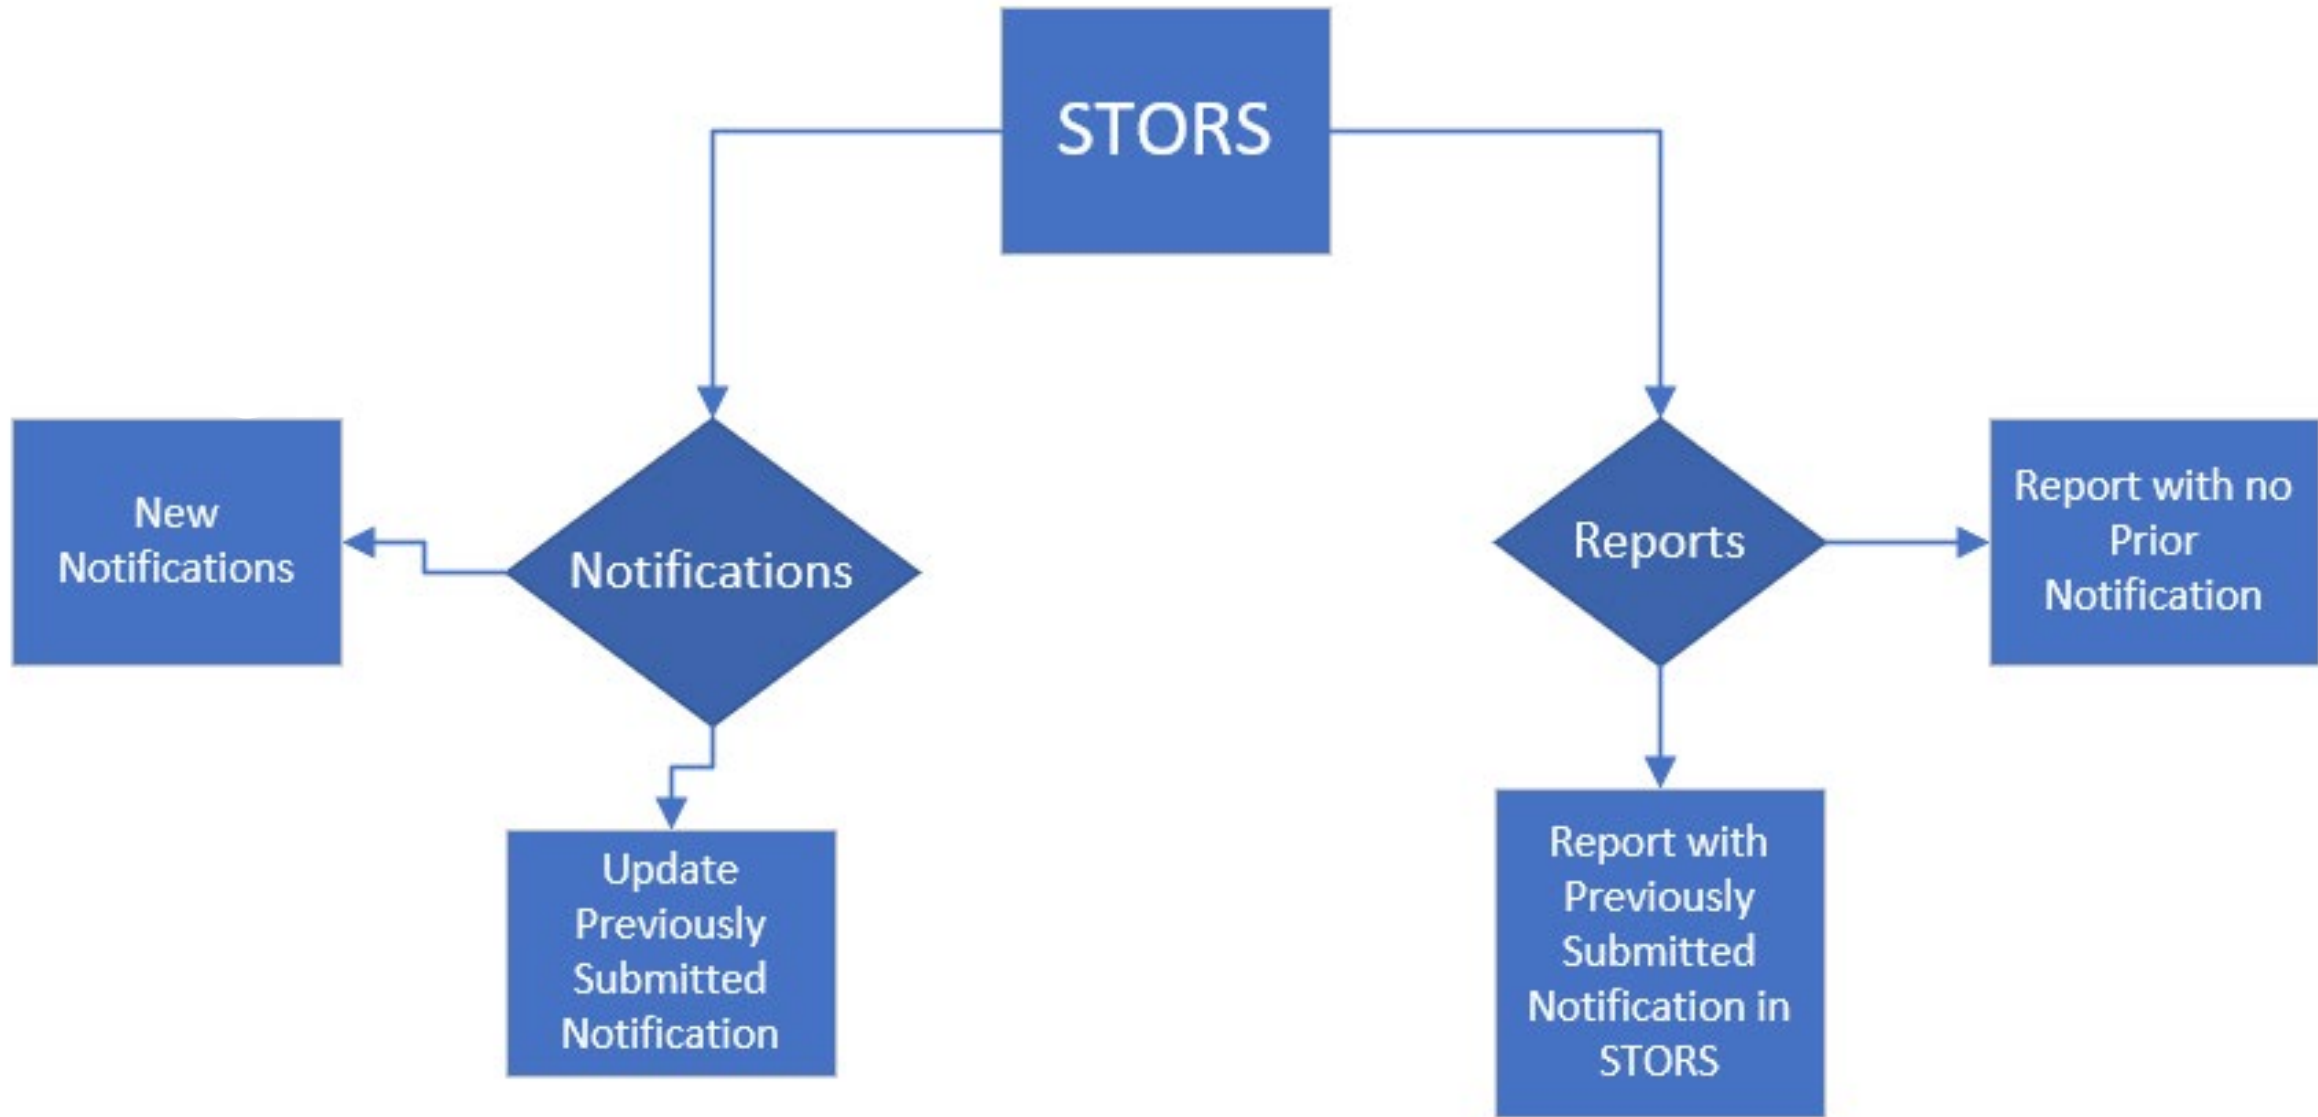 STORS
New
Notifications
Notifications
Update
Previously
Submitted
Notification
Reports
Report with no
Prior
Notification
Report with
Previously
Submitted
Notification in
STORS